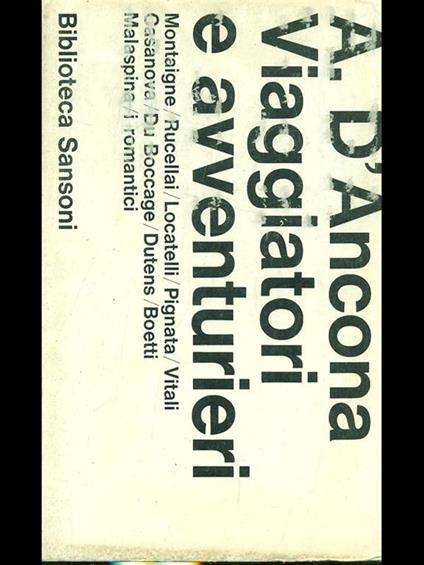 A. D'Ancona
Viaggiatori
e avventurieri
Montaigne/Rucellai/Locatelli/Pignata/Vitali
Casanova/Du Boccage/Dutens/Boetti
Malaspina/i romantici
Biblioteca Sansoni